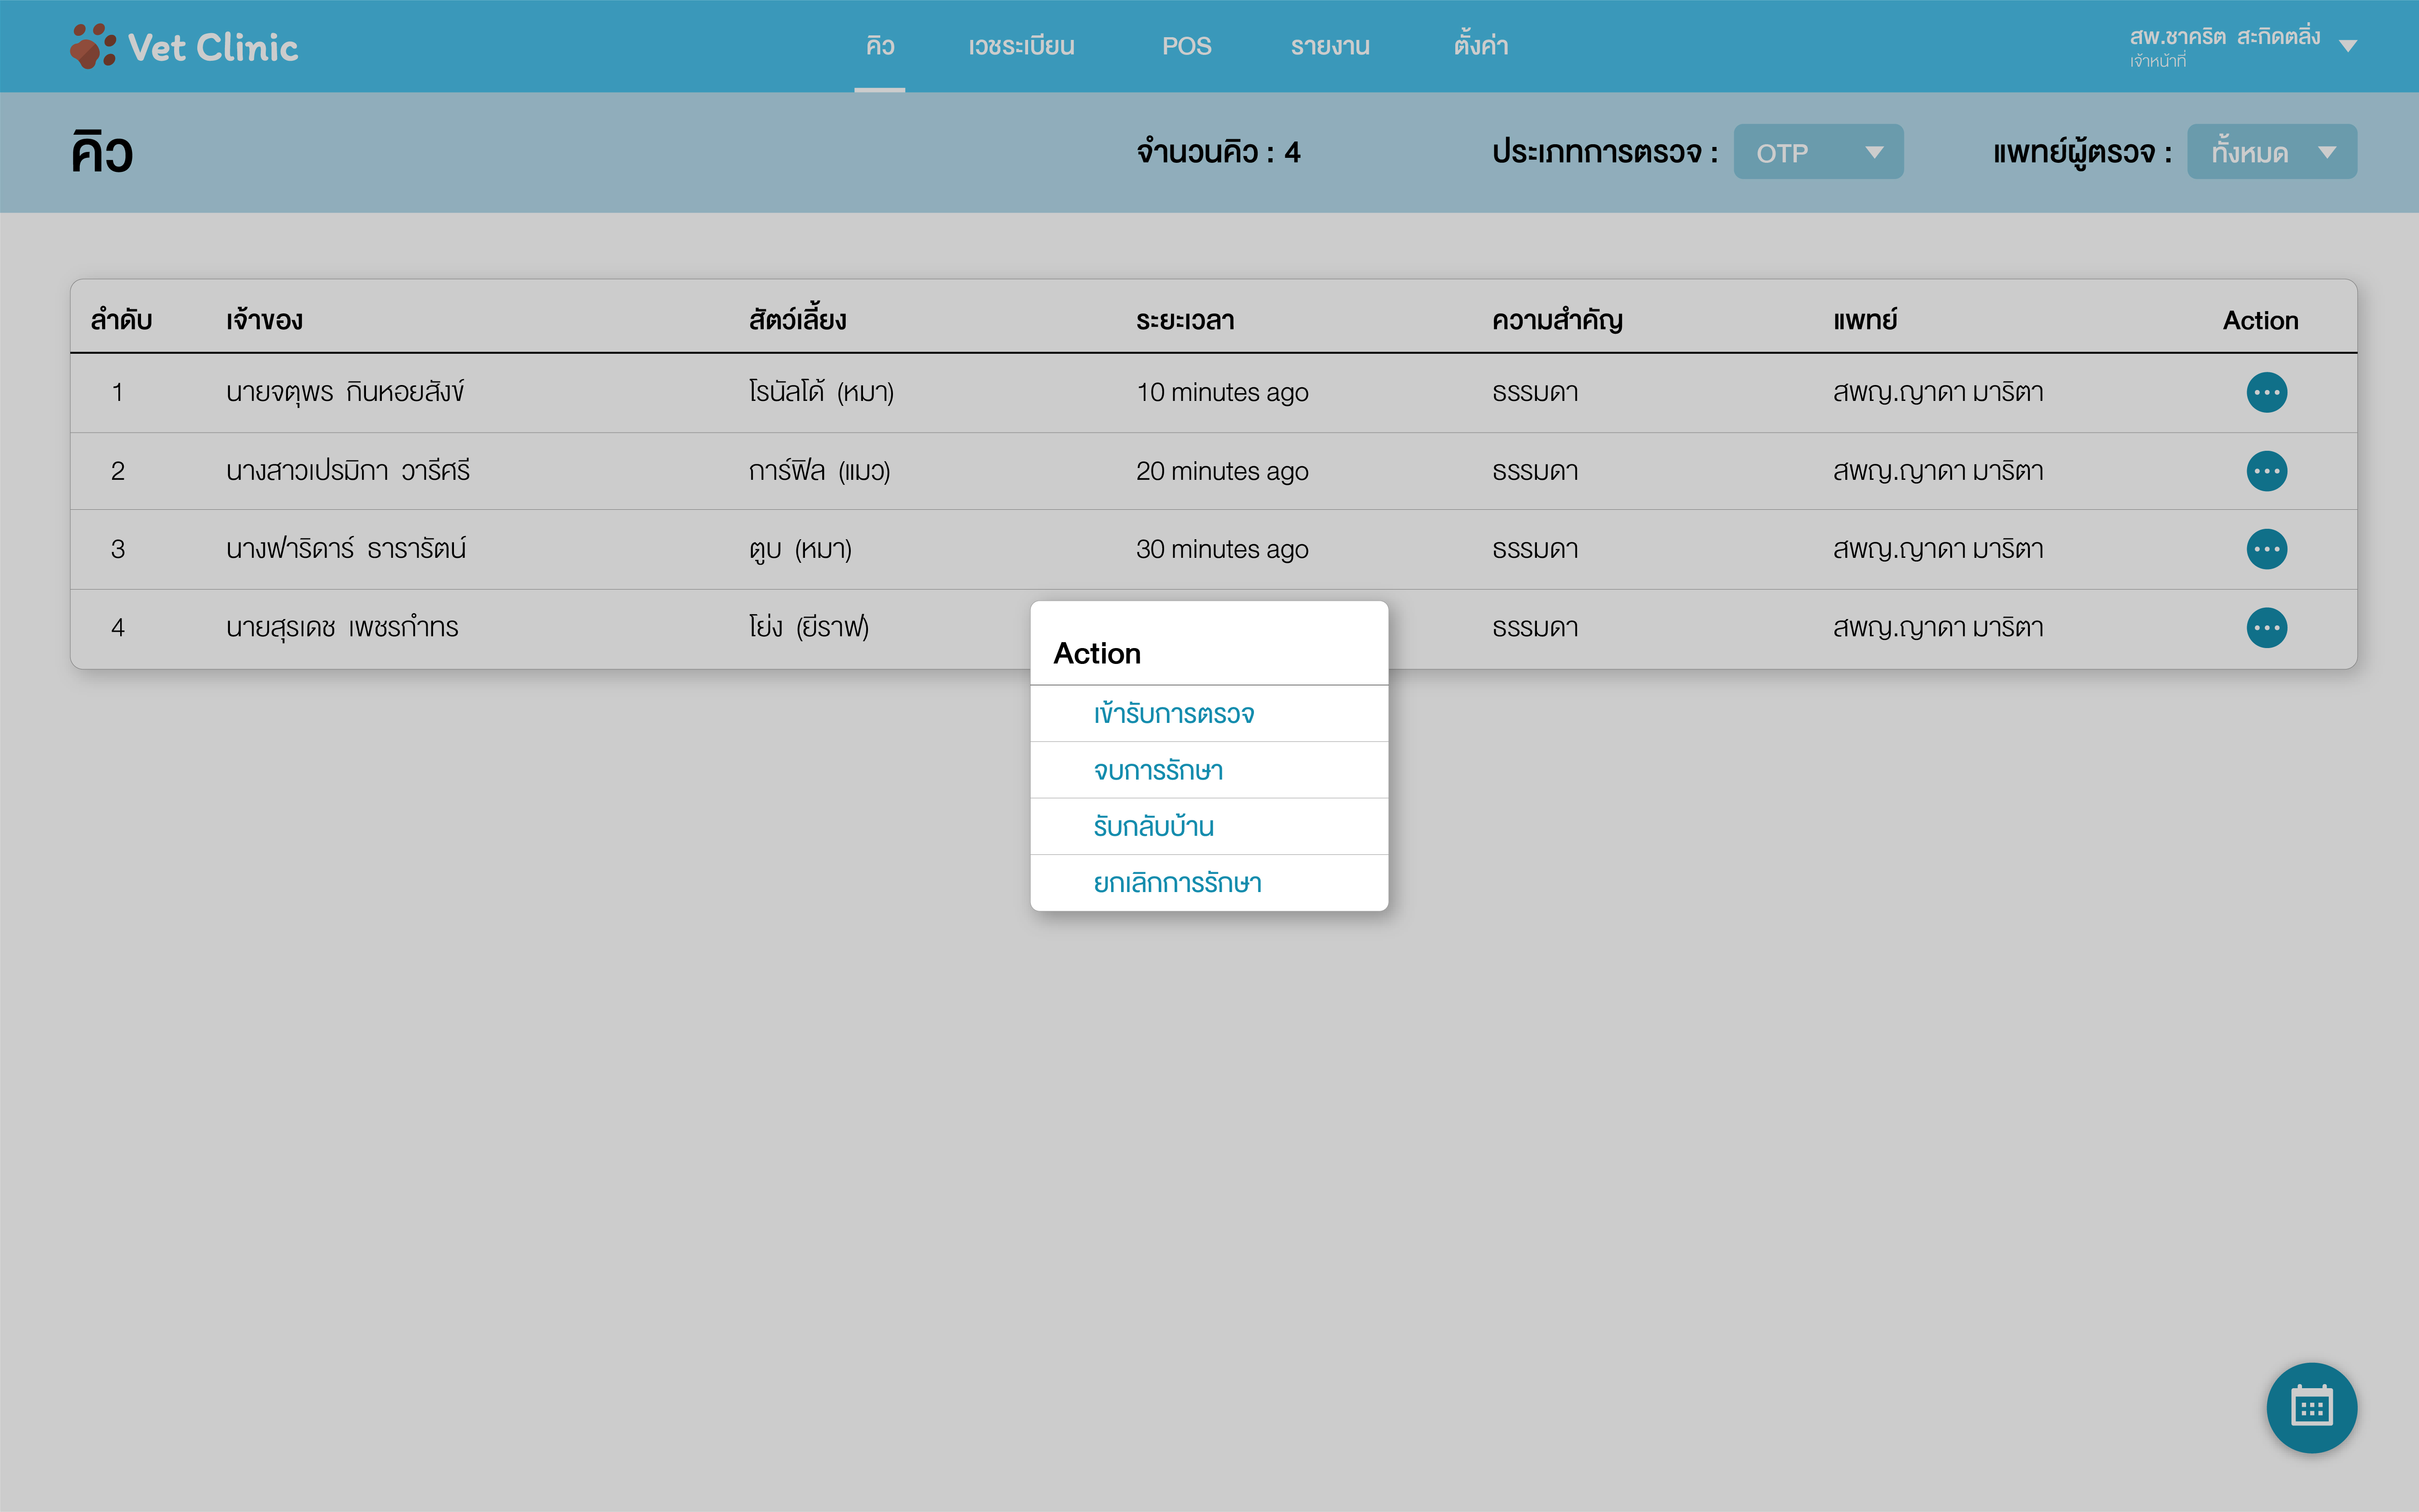 Vet Clinic
คิว เวชระเบียน POS รายงาน ตั้งค่า
สพ.ชาคริต สะกิดตลิ่ง
เจ้าหน้าที่
คิว
จำนวนคิว : 4
ประเภทการตรวจ : OTP
แพทย์ผู้ตรวจ : ทั้งหมด
ลำดับ เจ้าของ สัตว์เลี้ยง ระยะเวลา ความสำคัญ แพทย์ Action
1 นายจตุพร กินหอยสังข์ โรนัลโด้ (หมา) 10 minutes ago ธรรมดา สพญ.ญาดา มาริตา
2 นางสาวเปรมิกา วารีศรี การ์ฟิล (แมว) 20 minutes ago ธรรมดา สพญ.ญาดา มาริตา
3 นางฟาริดาร์ ธารารัตน์ ตูบ (หมา) 30 minutes ago ธรรมดา สพญ.ญาดา มาริตา
4 นายสุรเดช เพชรกำทร โย่ง (ยีราฟ) ธรรมดา สพญ.ญาดา มาริตา
Action
เข้ารับการตรวจ
จบการรักษา
รับกลับบ้าน
ยกเลิกการรักษา